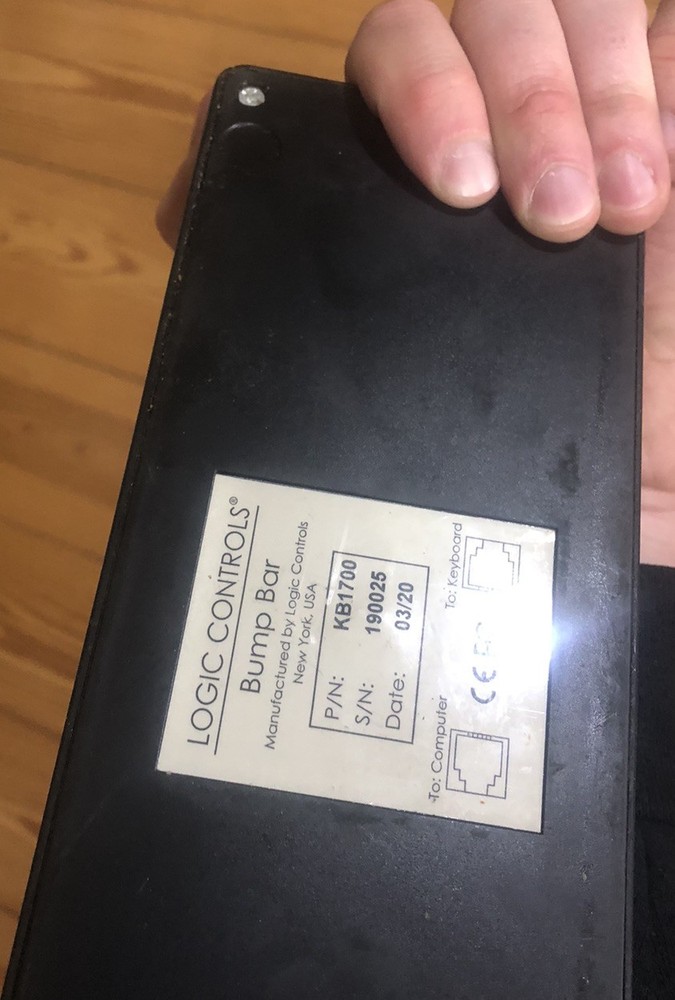 LOGIC CONTROLS®
Bump Bar
Manufactured by Logic Controls
New York, USA
P/N: KB1700
S/N: 190025
Date: 03/20
To: Computer
To: Keyboard
CE